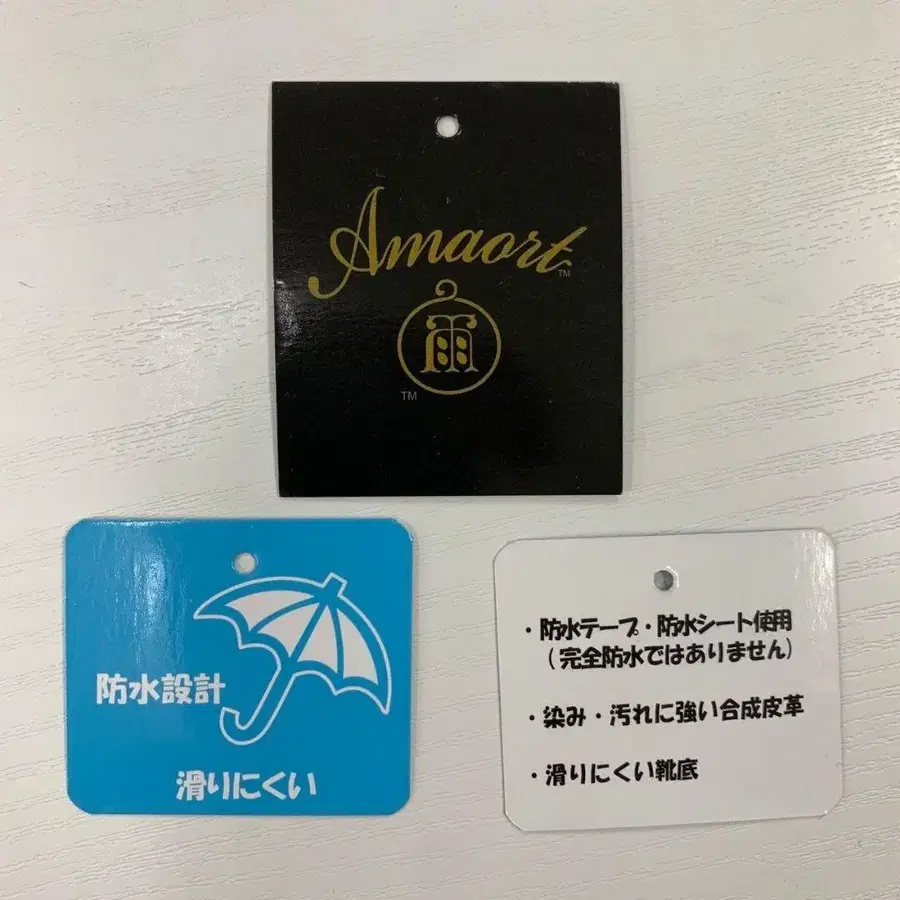 Amaort
TM
雨
TM
防水設計
滑りにくい
・防水テープ・防水シート使用
(完全防水ではありません)
・染み・汚れに強い合成皮革
・滑りにくい靴底